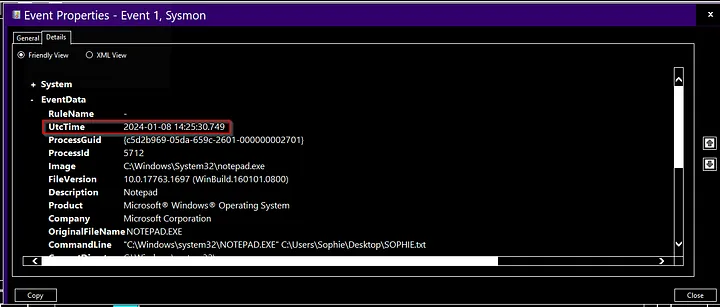 Event Properties - Event 1, Sysmon
General Details
Friendly View XML View
+ System
- EventData
RuleName -
UtcTime 2024-01-08 14:25:30.749
ProcessGuid {c5d2b969-05da-659c-2601-000000002701}
ProcessId 5712
Image C:\Windows\System32\notepad.exe
FileVersion 10.0.17763.1697 (WinBuild.160101.0800)
Description Notepad
Product Microsoft® Windows® Operating System
Company Microsoft Corporation
OriginalFileName NOTEPAD.EXE
CommandLine "C:\Windows\system32\NOTEPAD.EXE" C:\Users\Sophie\Desktop\SOPHIE.txt
Copy Close